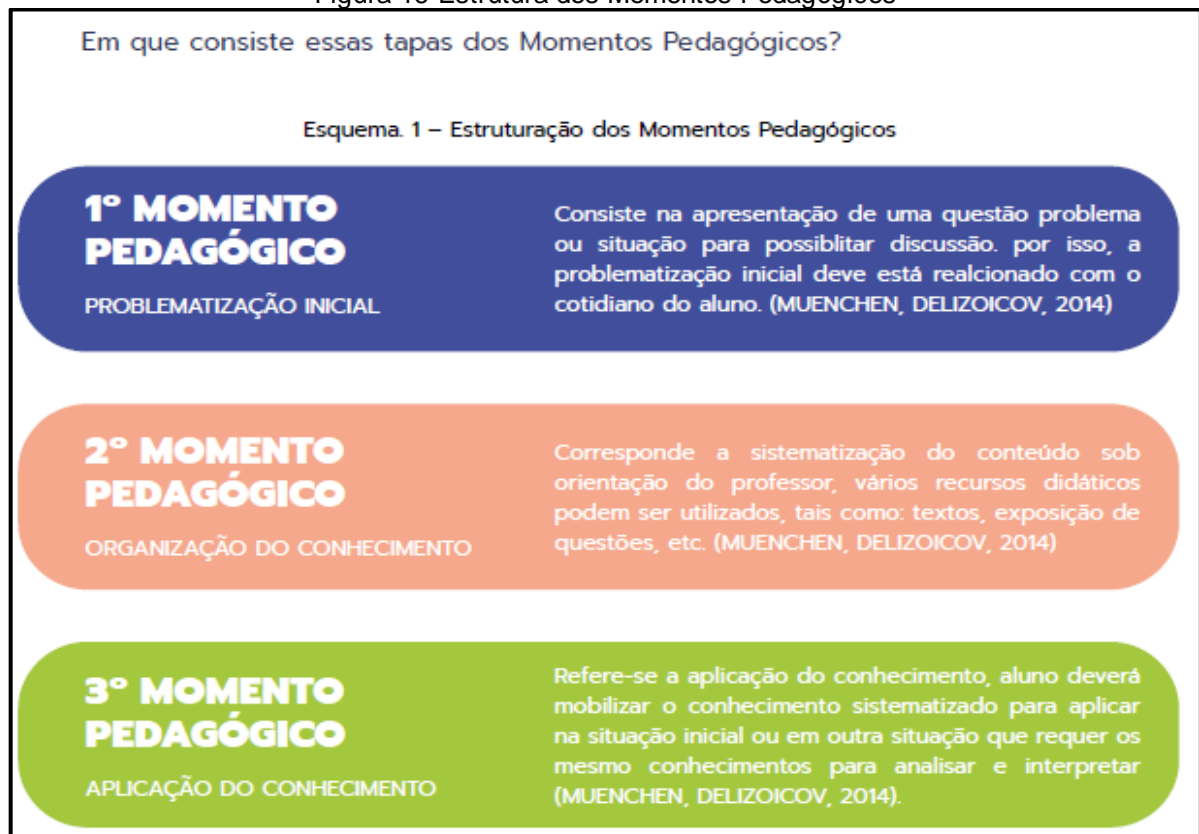 Figura 10-Estrutura dos Momentos Pedagógicos
Em que consiste essas tapas dos Momentos Pedagógicos?
Esquema. 1 – Estruturação dos Momentos Pedagógicos
1º MOMENTO
PEDAGÓGICO
PROBLEMATIZAÇÃO INICIAL
Consiste na apresentação de uma questão problema
ou situação para possiblitar discussão. por isso, a
problematização inicial deve está realcionado com o
cotidiano do aluno. (MUENCHEN, DELIZOICOV, 2014)
2º MOMENTO
PEDAGÓGICO
ORGANIZAÇÃO DO CONHECIMENTO
Corresponde a sistematização do conteúdo sob
orientação do professor, vários recursos didáticos
podem ser utilizados, tais como: textos, exposição de
questões, etc. (MUENCHEN, DELIZOICOV, 2014)
3º MOMENTO
PEDAGÓGICO
APLICAÇÃO DO CONHECIMENTO
Refere-se a aplicação do conhecimento, aluno deverá
mobilizar o conhecimento sistematizado para aplicar
na situação inicial ou em outra situação que requer os
mesmo conhecimentos para analisar e interpretar
(MUENCHEN, DELIZOICOV, 2014).